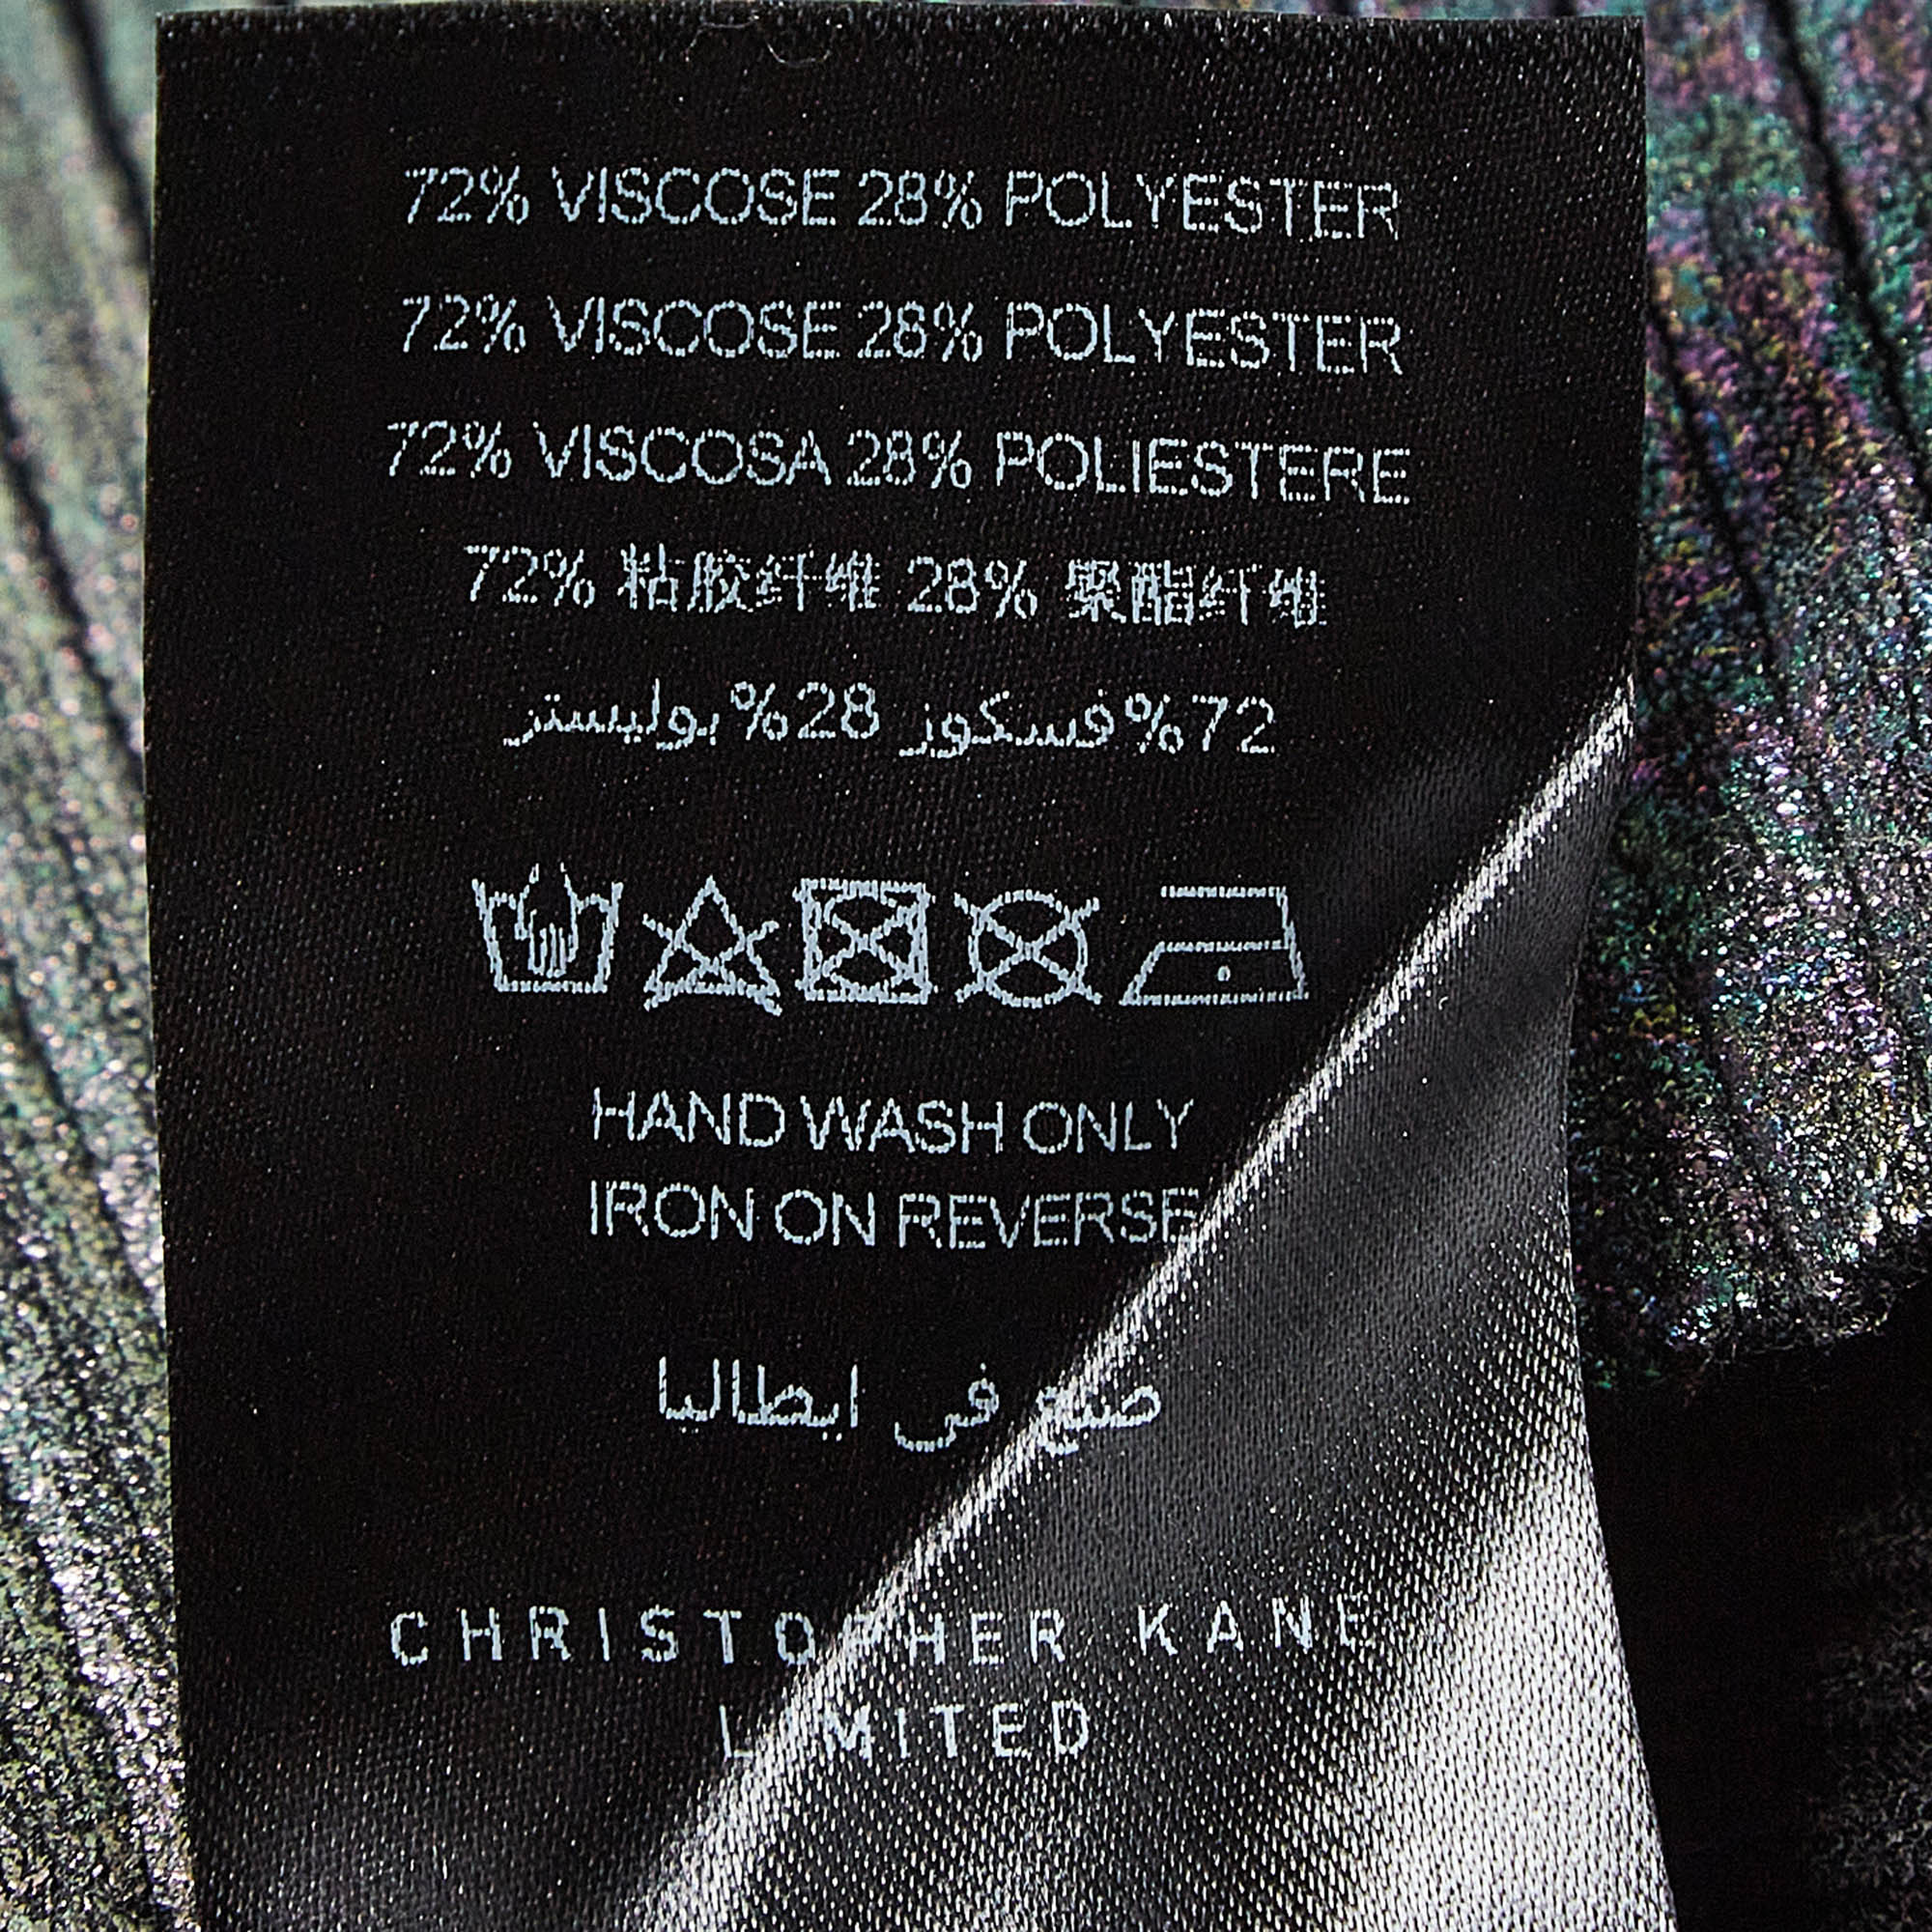 72% VISCOSE 28% POLYESTER
72% VISCOSE 28% POLYESTER
72% VISCOSA 28% POLIESTERE
72% 粘胶纤维 28% 聚酯纤维
72%فسكوز 28%بوليستر
HAND WASH ONLY
IRON ON REVERSE
صنع في ايطاليا
CHRISTOPHER KANE
LIMITED